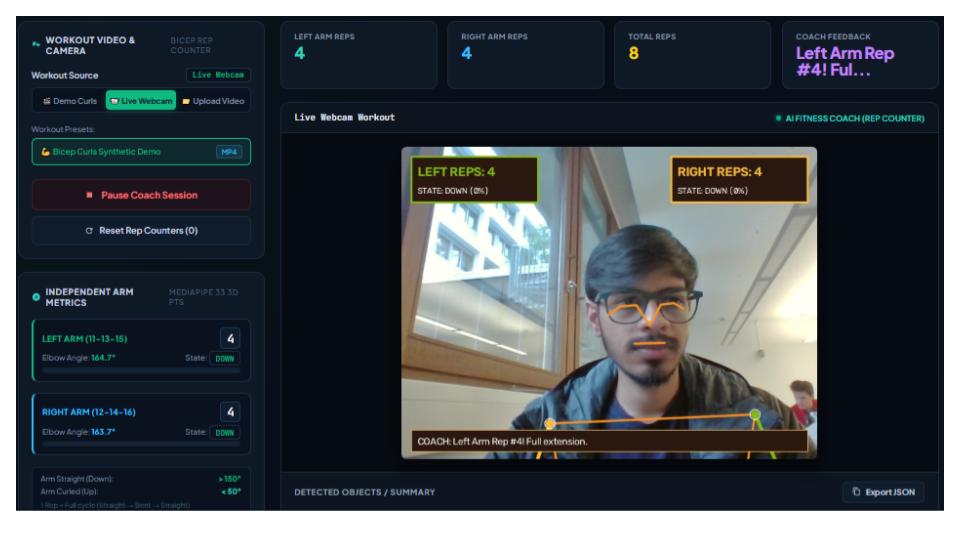 WORKOUT VIDEO &
CAMERA
BICEP REP
COUNTER
Workout Source
Live Webcam
Demo Curls
Live Webcam
Upload Video
Workout Presets:
Bicep Curls Synthetic Demo
MP4
Pause Coach Session
Reset Rep Counters (0)
INDEPENDENT ARM
METRICS
MEDIAPIPE 33 3D
PTS
LEFT ARM (11-13-15)
4
Elbow Angle: 164.7°
State: DOWN
RIGHT ARM (12-14-16)
4
Elbow Angle: 163.7°
State: DOWN
Arm Straight (Down): >150°
Arm Curled (Up): <50°
1 Rep = Full cycle (Straight → Bent → Straight)
LEFT ARM REPS
4
RIGHT ARM REPS
4
TOTAL REPS
8
COACH FEEDBACK
Left Arm Rep
#4! Ful...
Live Webcam Workout
AI FITNESS COACH (REP COUNTER)
LEFT REPS: 4
STATE: DOWN (0%)
RIGHT REPS: 4
STATE: DOWN (0%)
COACH: Left Arm Rep #4! Full extension.
DETECTED OBJECTS / SUMMARY
Export JSON